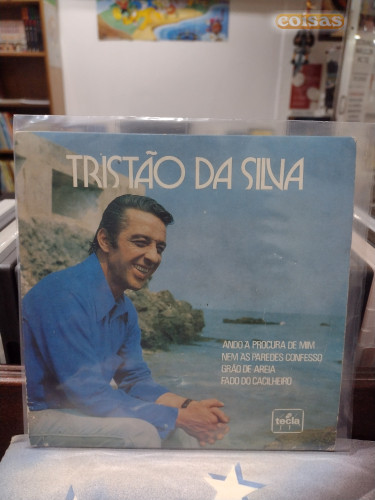 coisas
TRISTÃO DA SILVA
ANDO À PROCURA DE MIM
NEM ÀS PAREDES CONFESSO
GRÃO DE AREIA
FADO DO CACILHEIRO
tecla